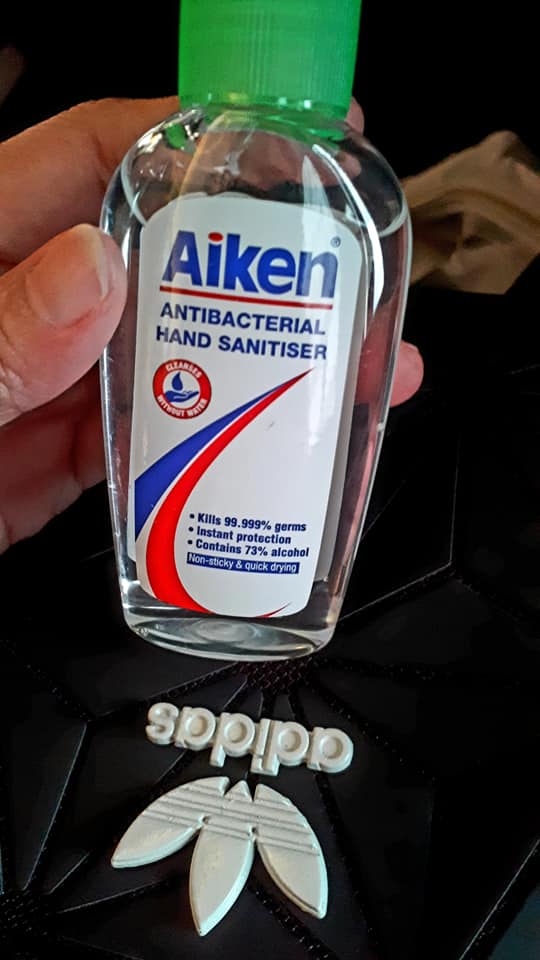 Aiken®
ANTIBACTERIAL
HAND SANITISER
CLEANSES
WITHOUT WATER
• Kills 99.999% germs
• Instant protection
• Contains 73% alcohol
Non-sticky & quick drying
adidas